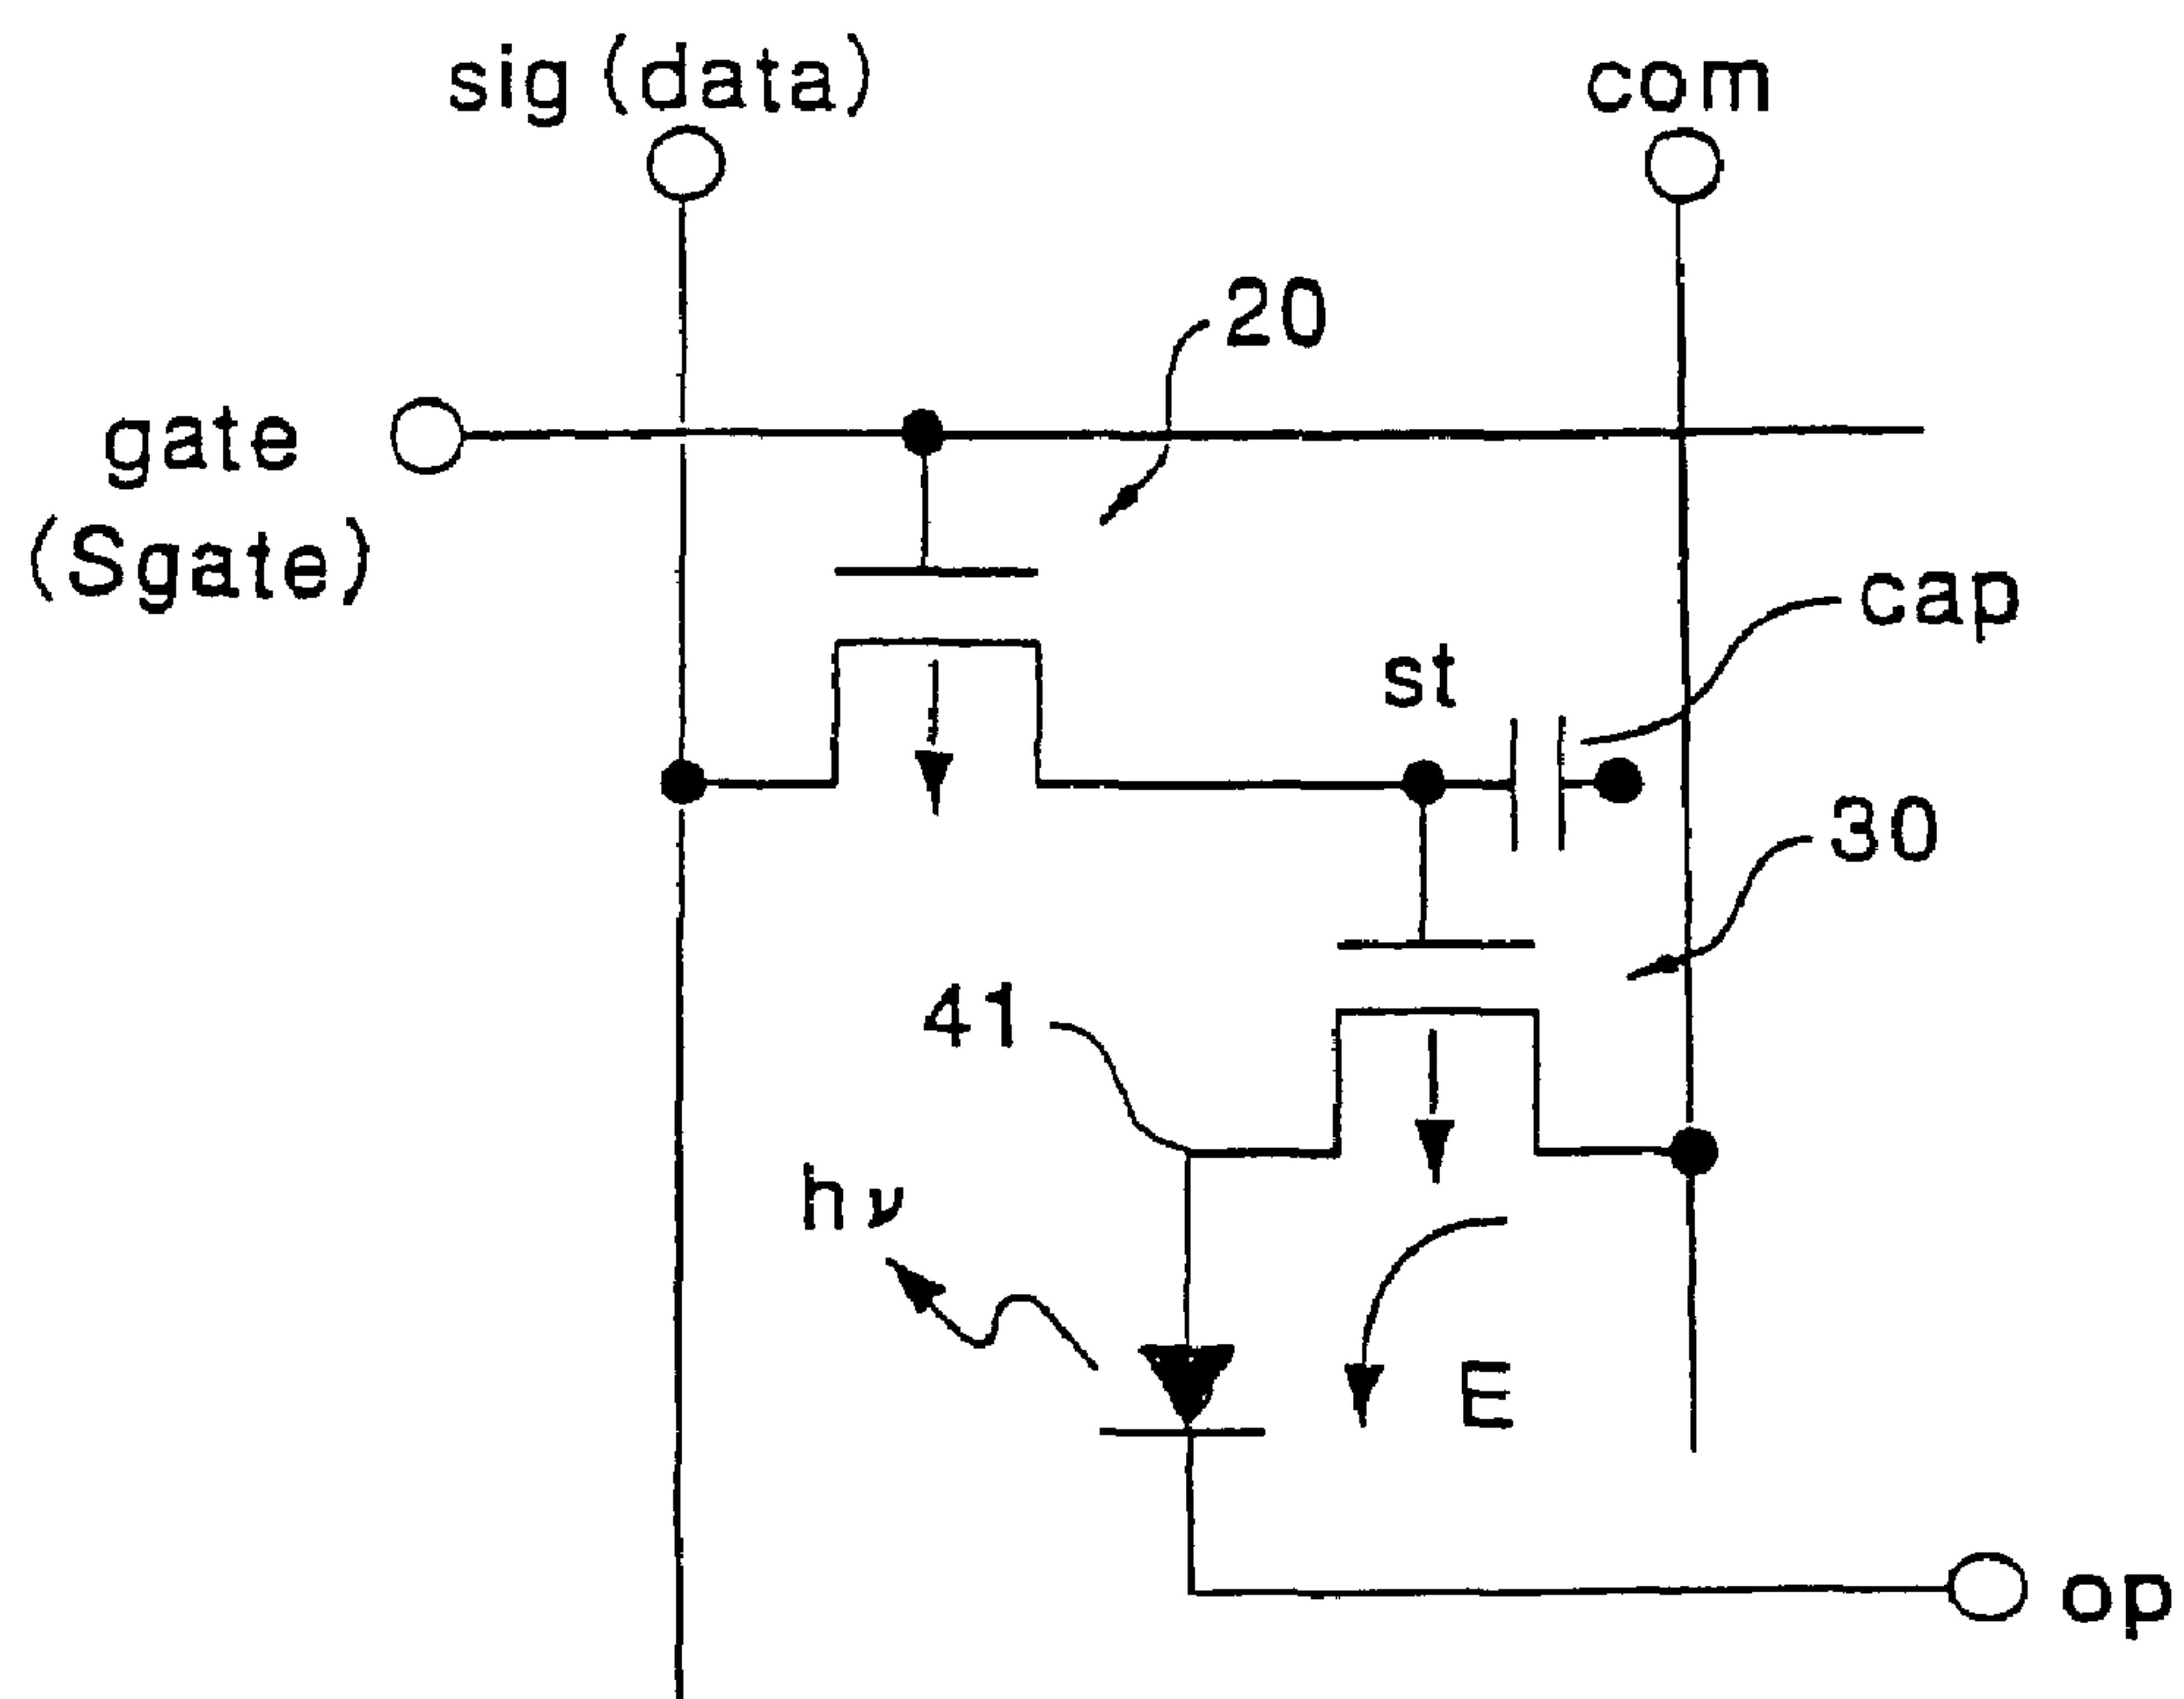 sig (data)
com
20
gate
(Sgate)
cap
st
30
41
hν
E
op